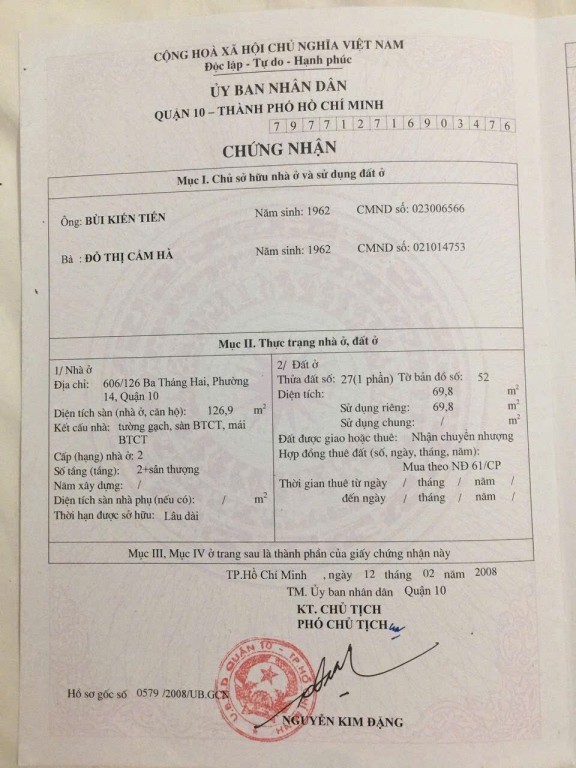 CỘNG HOÀ XÃ HỘI CHỦ NGHĨA VIỆT NAM
Độc lập - Tự do - Hạnh phúc
ỦY BAN NHÂN DÂN
QUẬN 10 – THÀNH PHỐ HỒ CHÍ MINH
7 9 7 7 1 2 7 1 6 9 0 3 4 7 6
CHỨNG NHẬN
Mục I. Chủ sở hữu nhà ở và sử dụng đất ở
Ông: BÙI KIẾN TIẾN Năm sinh: 1962 CMND số: 023006566
Bà : ĐỖ THỊ CẨM HÀ Năm sinh: 1962 CMND số: 021014753
Mục II. Thực trạng nhà ở, đất ở
1/ Nhà ở
Địa chỉ: 606/126 Ba Tháng Hai, Phường
14, Quận 10
Diện tích sàn (nhà ở, căn hộ): 126,9 m2
Kết cấu nhà: tường gạch, sân BTCT, mái
BTCT
Cấp (hạng) nhà ở: 2
Số tầng (tầng): 2+sân thượng
Năm xây dựng: /
Diện tích sàn nhà phụ (nếu có): / m2
Thời hạn được sở hữu: Lâu dài
2/ Đất ở
Thửa đất số: 27(1 phần) Tờ bản đồ số: 52
Diện tích: 69,8 m2
Sử dụng riêng: 69,8 m2
Sử dụng chung: / m2
Đất được giao hoặc thuê: Nhận chuyển nhượng
Hợp đồng thuê đất (số, ngày, tháng, năm):
Mua theo NĐ 61/CP
Thời gian thuê từ ngày / tháng / năm /
đến ngày / tháng / năm /
Mục III, Mục IV ở trang sau là thành phần của giấy chứng nhận này
TP.Hồ Chí Minh , ngày 12 tháng 02 năm 2008
TM. Ủy ban nhân dân Quận 10
KT. CHỦ TỊCH
PHÓ CHỦ TỊCH
U.B.N.D QUẬN 10 - TP HỒ CHÍ MINH
Hồ sơ gốc số 0579 /2008/UB.GCN
NGUYỄN KIM ĐẶNG